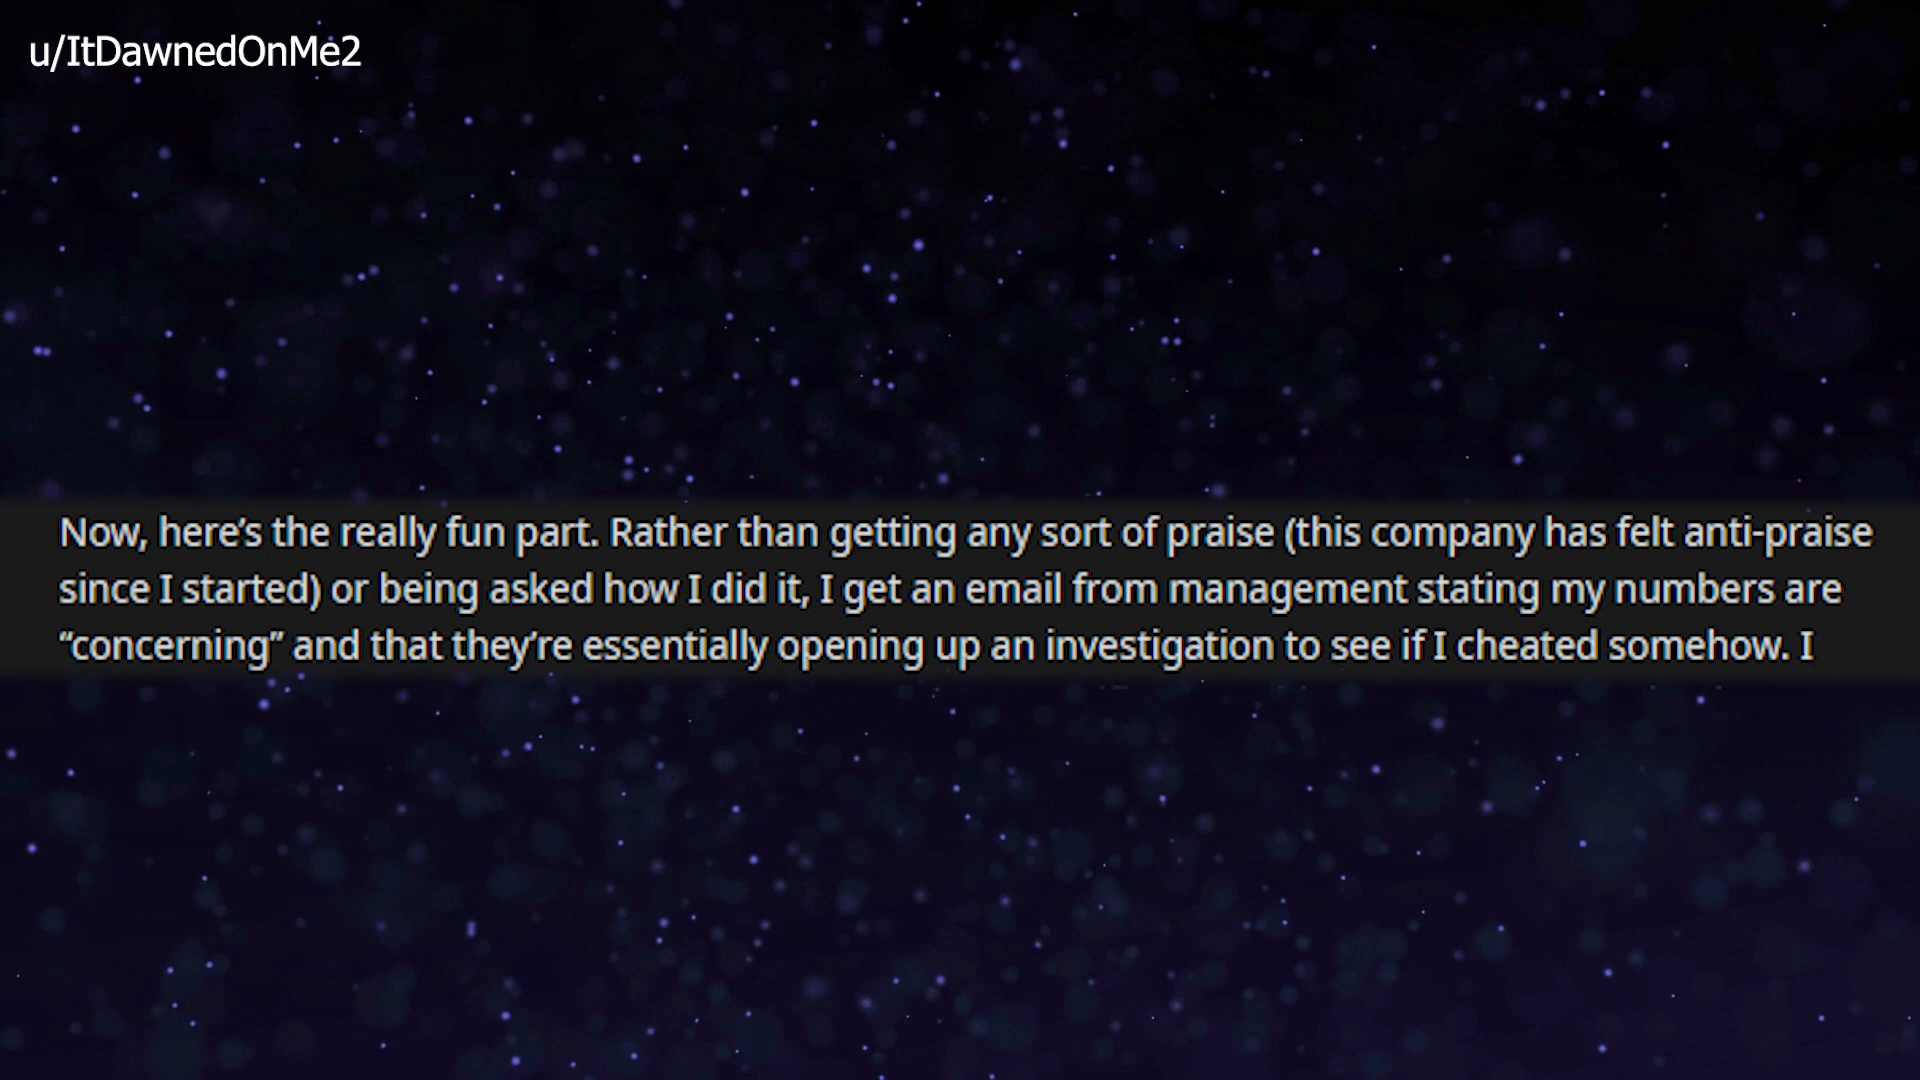 u/ItDawnedOnMe2
Now, here’s the really fun part. Rather than getting any sort of praise (this company has felt anti-praise
since I started) or being asked how I did it, I get an email from management stating my numbers are
“concerning” and that they’re essentially opening up an investigation to see if I cheated somehow. I